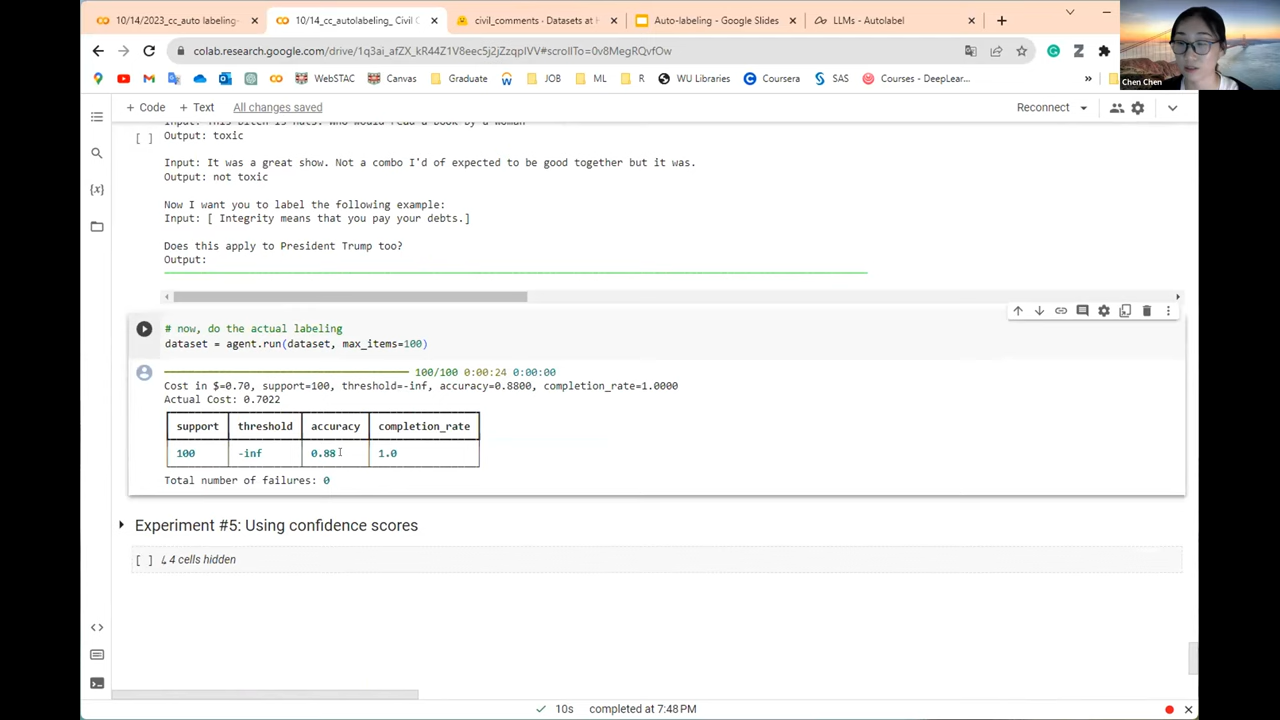 10/14/2023_cc_auto labeling-
10/14_cc_autolabeling_ Civil C
civil_comments · Datasets at H
Auto-labeling - Google Slides
LLMs - Autolabel
colab.research.google.com/drive/1q3ai_afZX_kR44Z1V8eec5j2jZzqpIVV#scrollTo=0v8MegRQvfOw
WebSTAC
Canvas
Graduate
JOB
ML
R
WU Libraries
Coursera
SAS
Courses - DeepLear...
»
Chen Chen
+ Code + Text All changes saved
Reconnect
Output: toxic
Input: It was a great show. Not a combo I'd of expected to be good together but it was.
Output: not toxic
Now I want you to label the following example:
Input: [ Integrity means that you pay your debts.]
Does this apply to President Trump too?
Output:
# now, do the actual labeling
dataset = agent.run(dataset, max_items=100)
100/100 0:00:24 0:00:00
Cost in $=0.70, support=100, threshold=-inf, accuracy=0.8800, completion_rate=1.0000
Actual Cost: 0.7022
support threshold accuracy completion_rate
100 -inf 0.88 1.0
Total number of failures: 0
Experiment #5: Using confidence scores
[ ] ↳ 4 cells hidden
10s completed at 7:48 PM